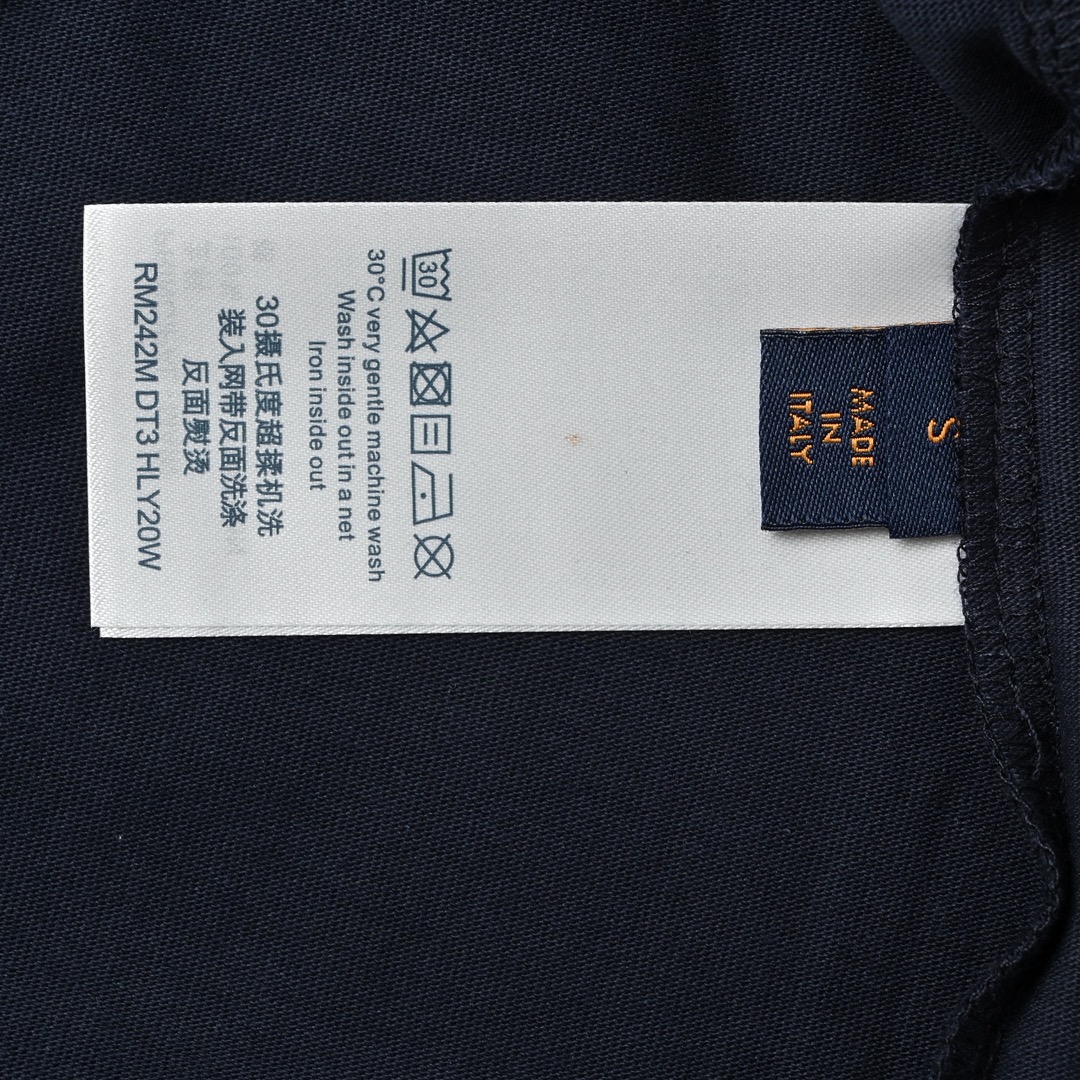 30
30°C very gentle machine wash
Wash inside out in a net
Iron inside out
30摄氏度超揉机洗
装入网带反面洗涤
反面熨烫
RM242M DT3 HLY20W
S
MADE
IN
ITALY